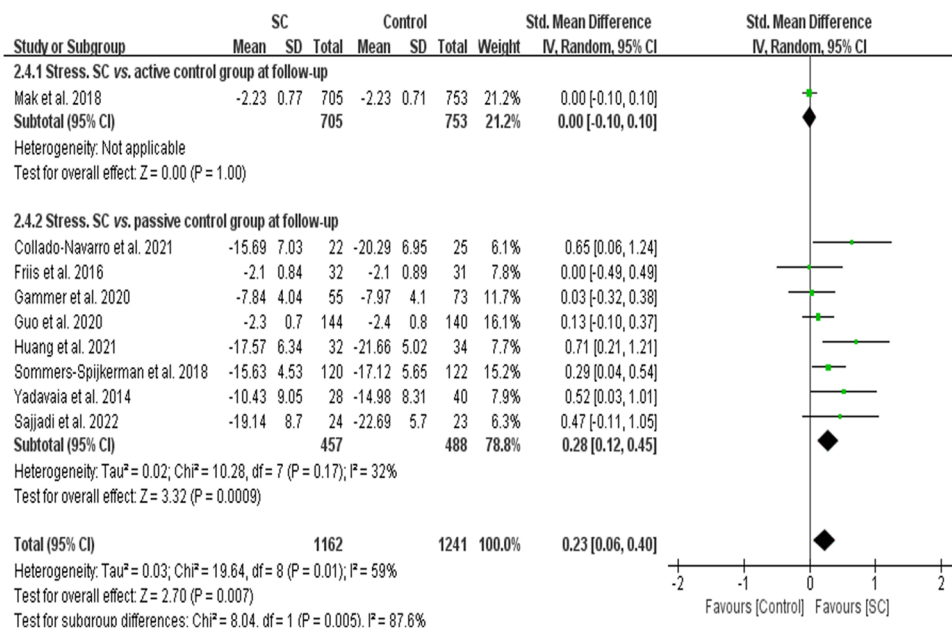 SC Control Std. Mean Difference Std. Mean Difference
Study or Subgroup Mean SD Total Mean SD Total Weight IV, Random, 95% CI IV, Random, 95% CI
2.4.1 Stress. SC vs. active control group at follow-up
Mak et al. 2018 -2.23 0.77 705 -2.23 0.71 753 21.2% 0.00 [-0.10, 0.10]
Subtotal (95% CI) 705 753 21.2% 0.00 [-0.10, 0.10]
Heterogeneity: Not applicable
Test for overall effect: Z = 0.00 (P = 1.00)
2.4.2 Stress. SC vs. passive control group at follow-up
Collado-Navarro et al. 2021 -15.69 7.03 22 -20.29 6.95 25 6.1% 0.65 [0.06, 1.24]
Friis et al. 2016 -2.1 0.84 32 -2.1 0.89 31 7.8% 0.00 [-0.49, 0.49]
Gammer et al. 2020 -7.84 4.04 55 -7.97 4.1 73 11.7% 0.03 [-0.32, 0.38]
Guo et al. 2020 -2.3 0.7 144 -2.4 0.8 140 16.1% 0.13 [-0.10, 0.37]
Huang et al. 2021 -17.57 6.34 32 -21.66 5.02 34 7.7% 0.71 [0.21, 1.21]
Sommers-Spijkerman et al. 2018 -15.63 4.53 120 -17.12 5.65 122 15.2% 0.29 [0.04, 0.54]
Yadavaia et al. 2014 -10.43 9.05 28 -14.98 8.31 40 7.9% 0.52 [0.03, 1.01]
Sajjadi et al. 2022 -19.14 8.7 24 -22.69 5.7 23 6.3% 0.47 [-0.11, 1.05]
Subtotal (95% CI) 457 488 78.8% 0.28 [0.12, 0.45]
Heterogeneity: Tau² = 0.02; Chi² = 10.28, df = 7 (P = 0.17); I² = 32%
Test for overall effect: Z = 3.32 (P = 0.0009)
Total (95% CI) 1162 1241 100.0% 0.23 [0.06, 0.40]
Heterogeneity: Tau² = 0.03; Chi² = 19.64, df = 8 (P = 0.01); I² = 59%
Test for overall effect: Z = 2.70 (P = 0.007)
Test for subgroup differences: Chi² = 8.04, df = 1 (P = 0.005), I² = 87.6%
-2 -1 0 1 2
Favours [Control] Favours [SC]